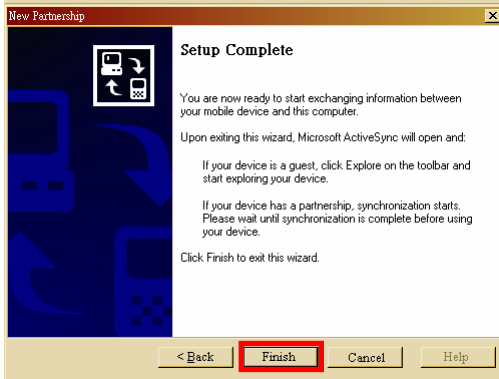 New Partnership
Setup Complete
You are now ready to start exchanging information between
your mobile device and this computer.
Upon exiting this wizard, Microsoft ActiveSync will open and:
If your device is a guest, click Explore on the toolbar and
start exploring your device.
If your device has a partnership, synchronization starts.
Please wait until synchronization is complete before using
your device.
Click Finish to exit this wizard.
< Back
Finish
Cancel
Help